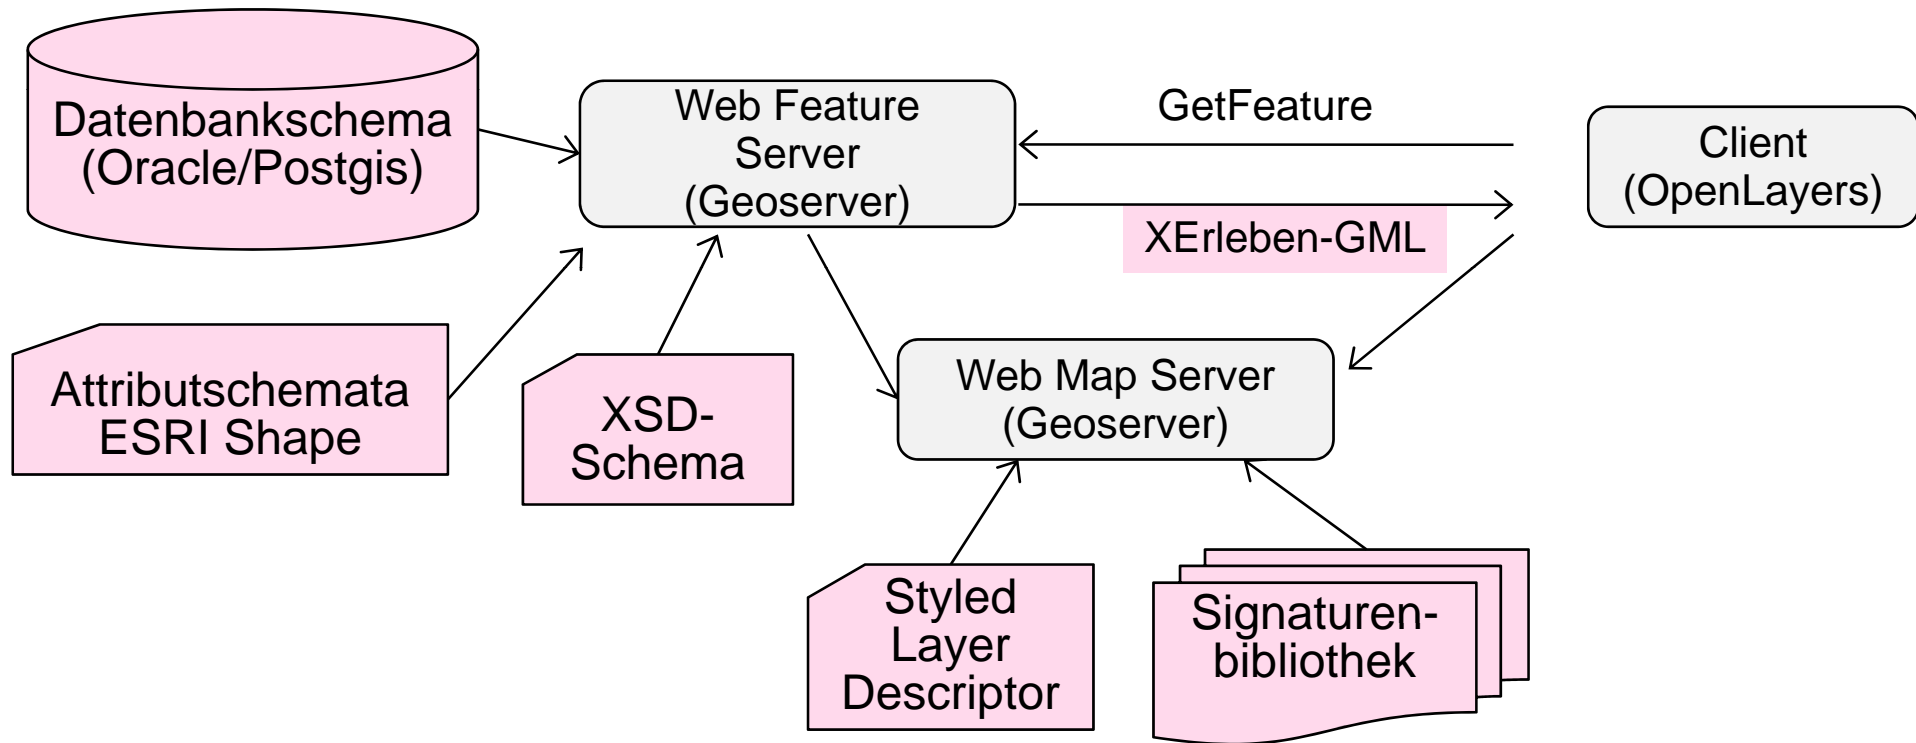 Datenbankschema
(Oracle/Postgis)
Web Feature
Server
(Geoserver)
GetFeature
XErleben-GML
Client
(OpenLayers)
Attributschemata
ESRI Shape
XSD-
Schema
Web Map Server
(Geoserver)
Styled
Layer
Descriptor
Signaturen-
bibliothek